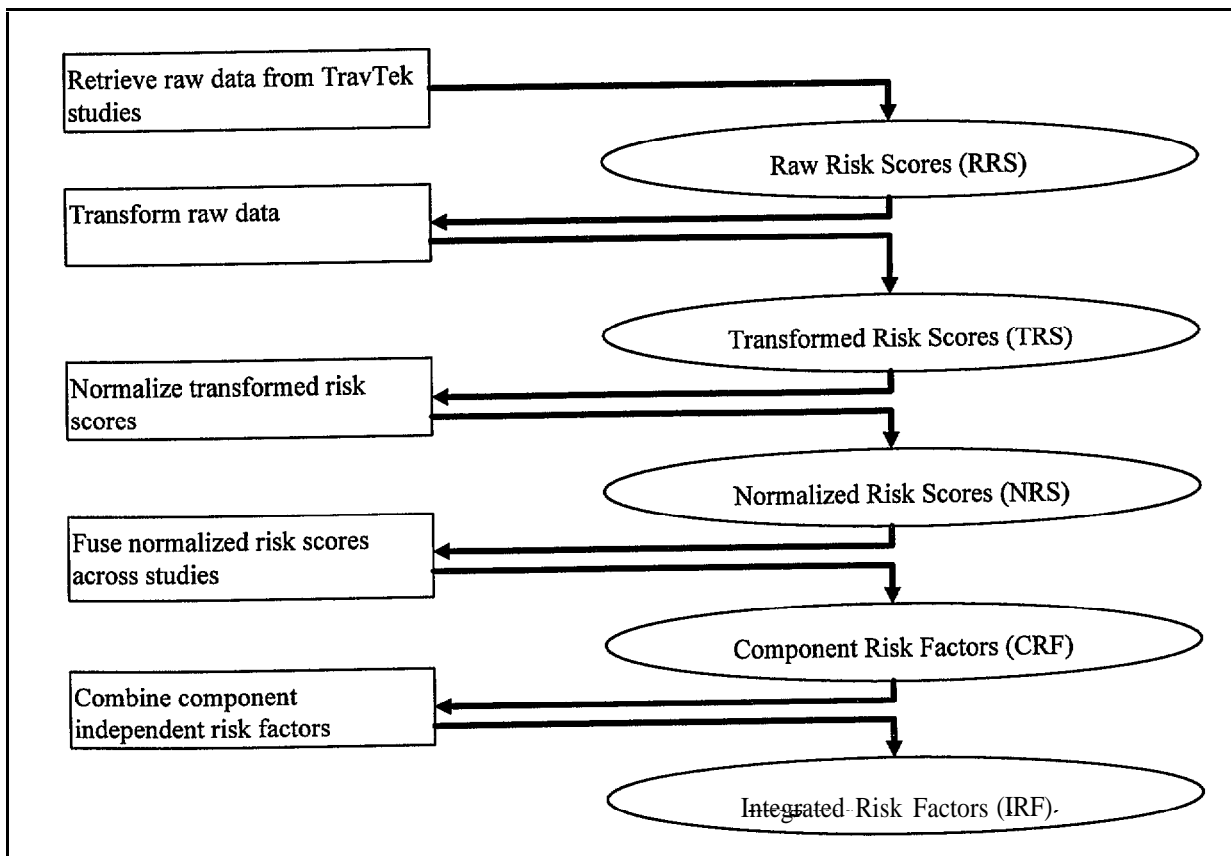 Retrieve raw data from TravTek
studies
Raw Risk Scores (RRS)
Transform raw data
Transformed Risk Scores (TRS)
Normalize transformed risk
scores
Normalized Risk Scores (NRS)
Fuse normalized risk scores
across studies
Component Risk Factors (CRF)
Combine component
independent risk factors
Integrated Risk Factors (IRF)